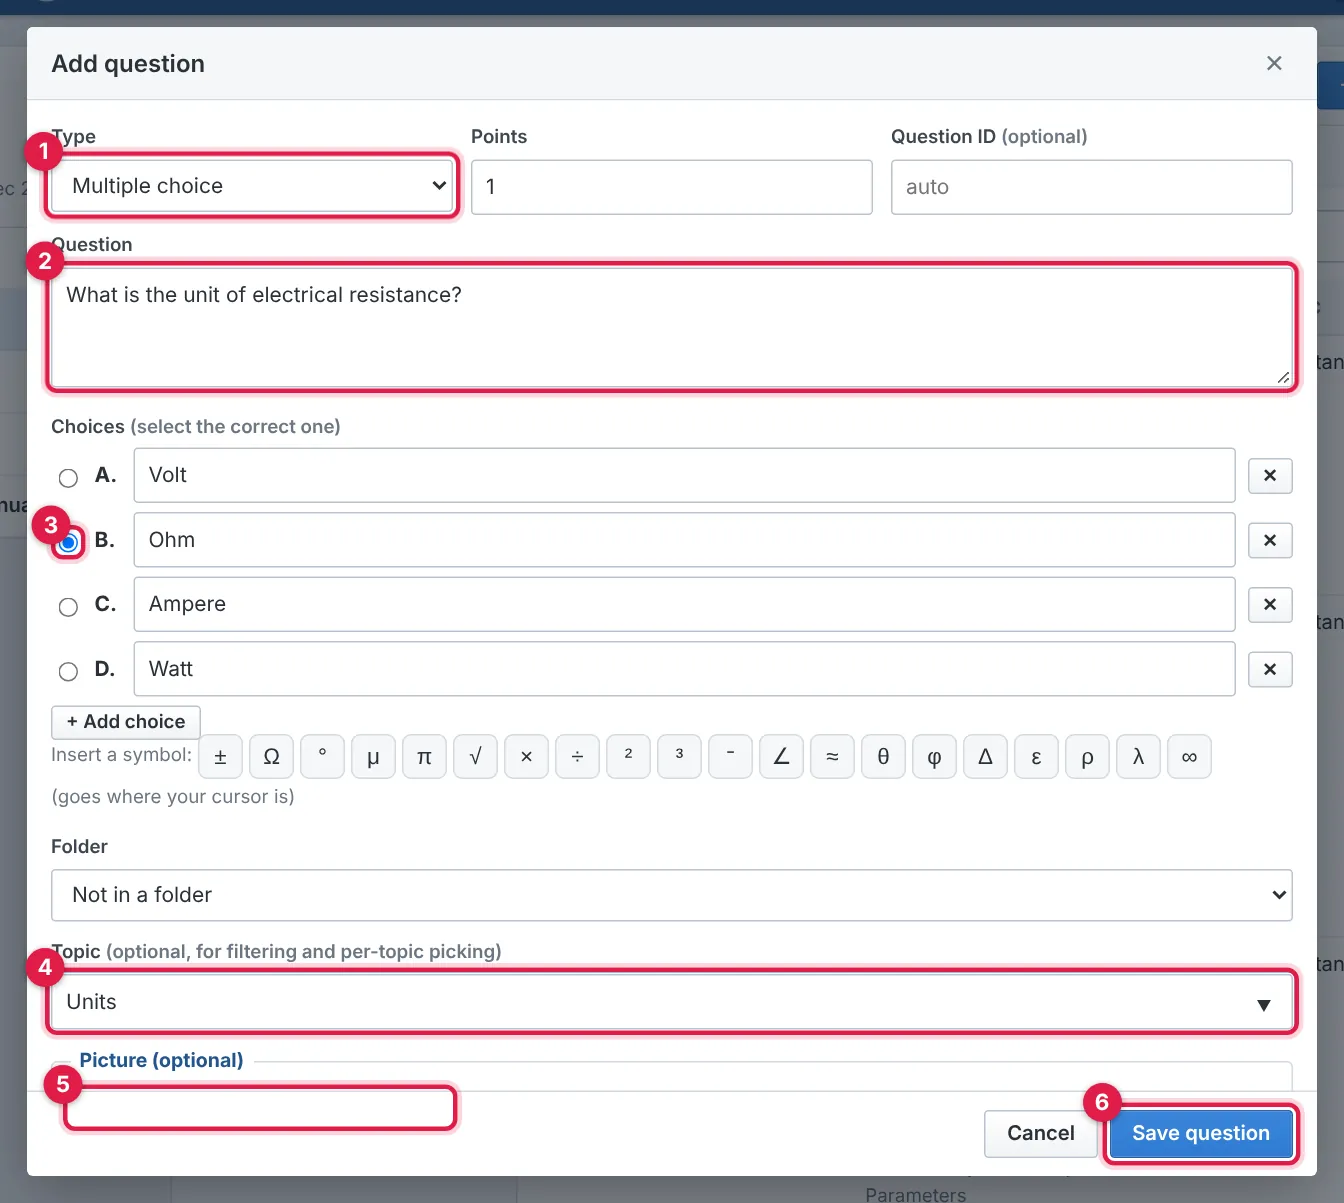 Add question ×
Type Points Question ID (optional)
1
Multiple choice 1 auto
Question
2
What is the unit of electrical resistance?
Choices (select the correct one)
A. Volt ×
3
B. Ohm ×
C. Ampere ×
D. Watt ×
+ Add choice
Insert a symbol: ± Ω ° μ π √ × ÷ ² ³ ⁻ ∠ ≈ θ φ Δ ε ρ λ ∞
(goes where your cursor is)
Folder
Not in a folder
Topic (optional, for filtering and per-topic picking)
4
Units
Picture (optional)
5
6
Cancel Save question
Parameters